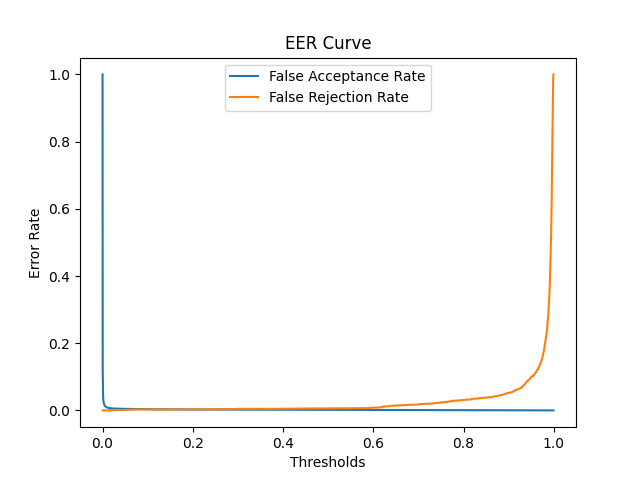 EER Curve
False Acceptance Rate
False Rejection Rate
1.0
0.8
0.6
0.4
0.2
0.0
Error Rate
0.0 0.2 0.4 0.6 0.8 1.0
Thresholds